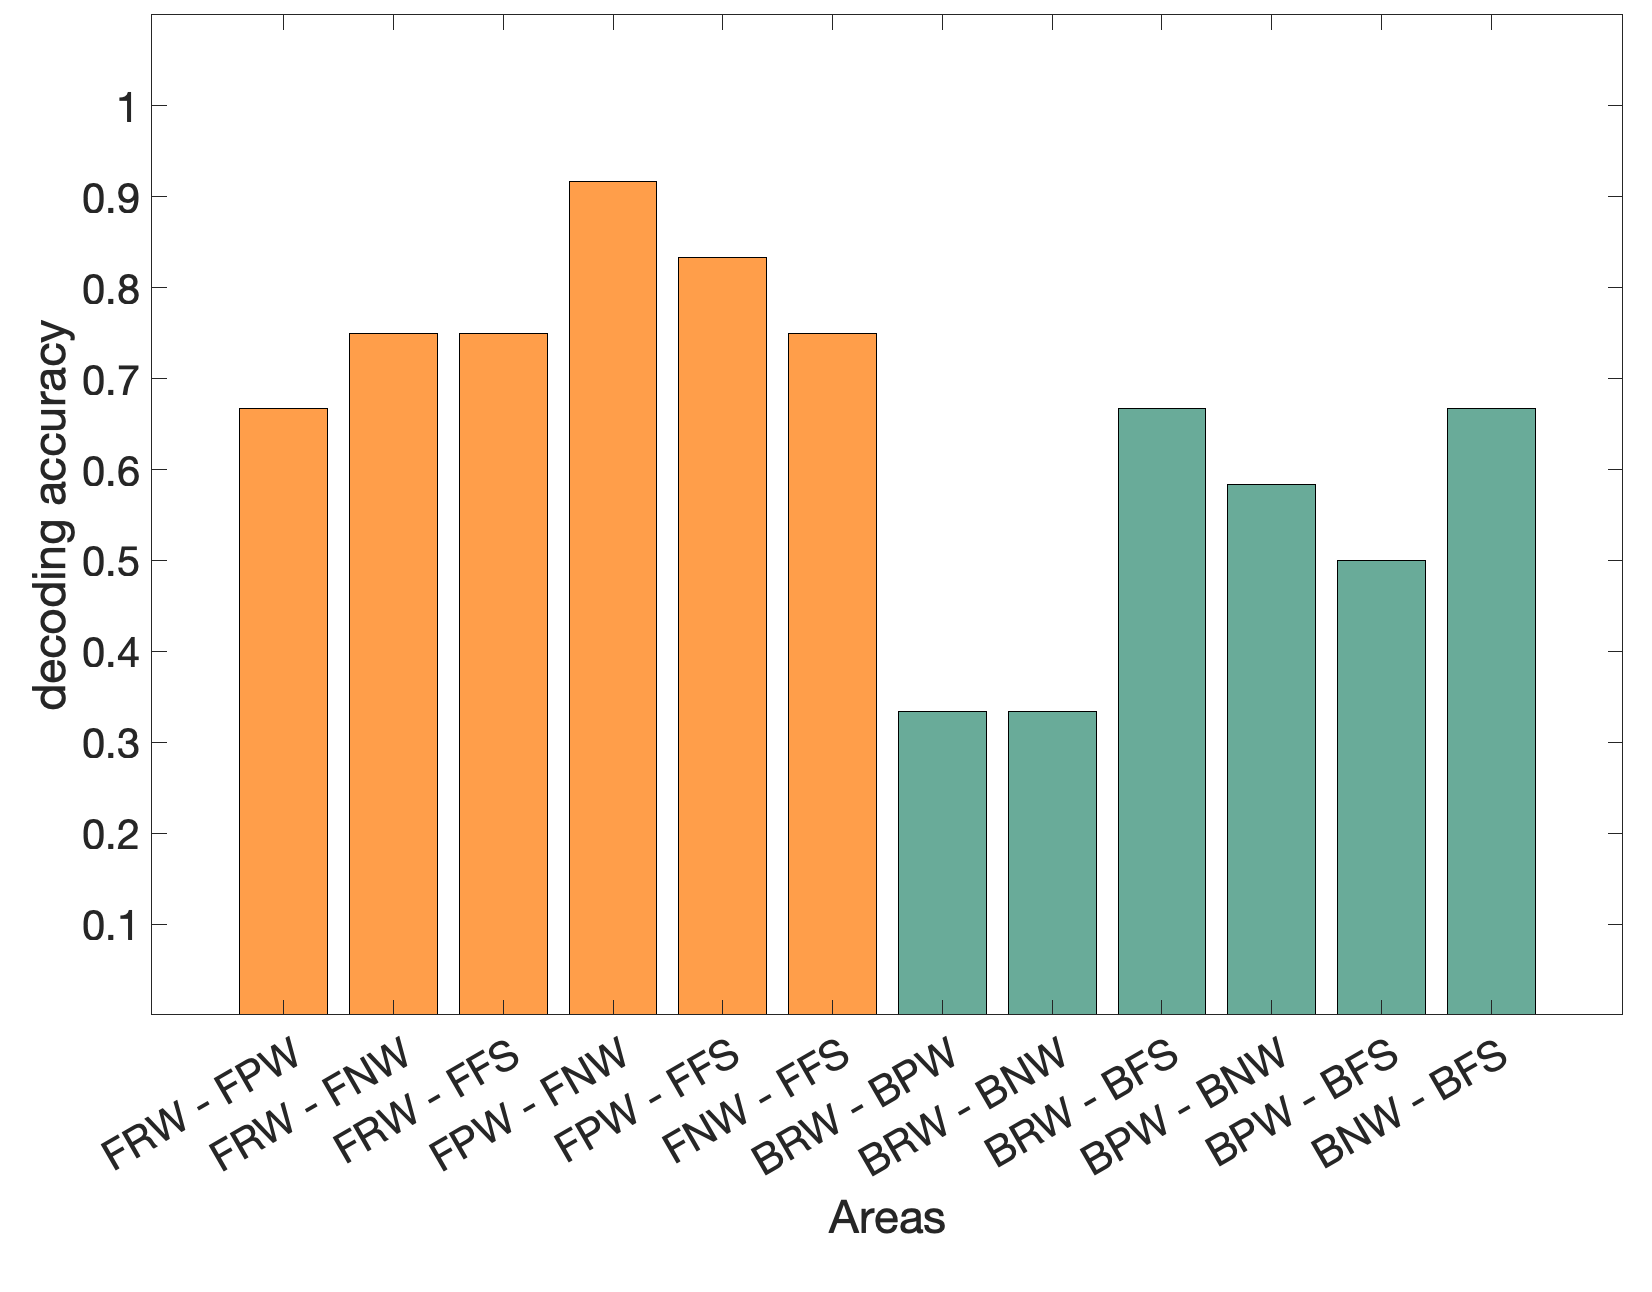 1
0.9
0.8
0.7
0.6
0.5
0.4
0.3
0.2
0.1
decoding accuracy
FRW - FPW
FRW - FNW
FRW - FFS
FPW - FNW
FPW - FFS
FNW - FFS
BRW - BPW
BRW - BNW
BRW - BFS
BPW - BNW
BPW - BFS
BNW - BFS
Areas